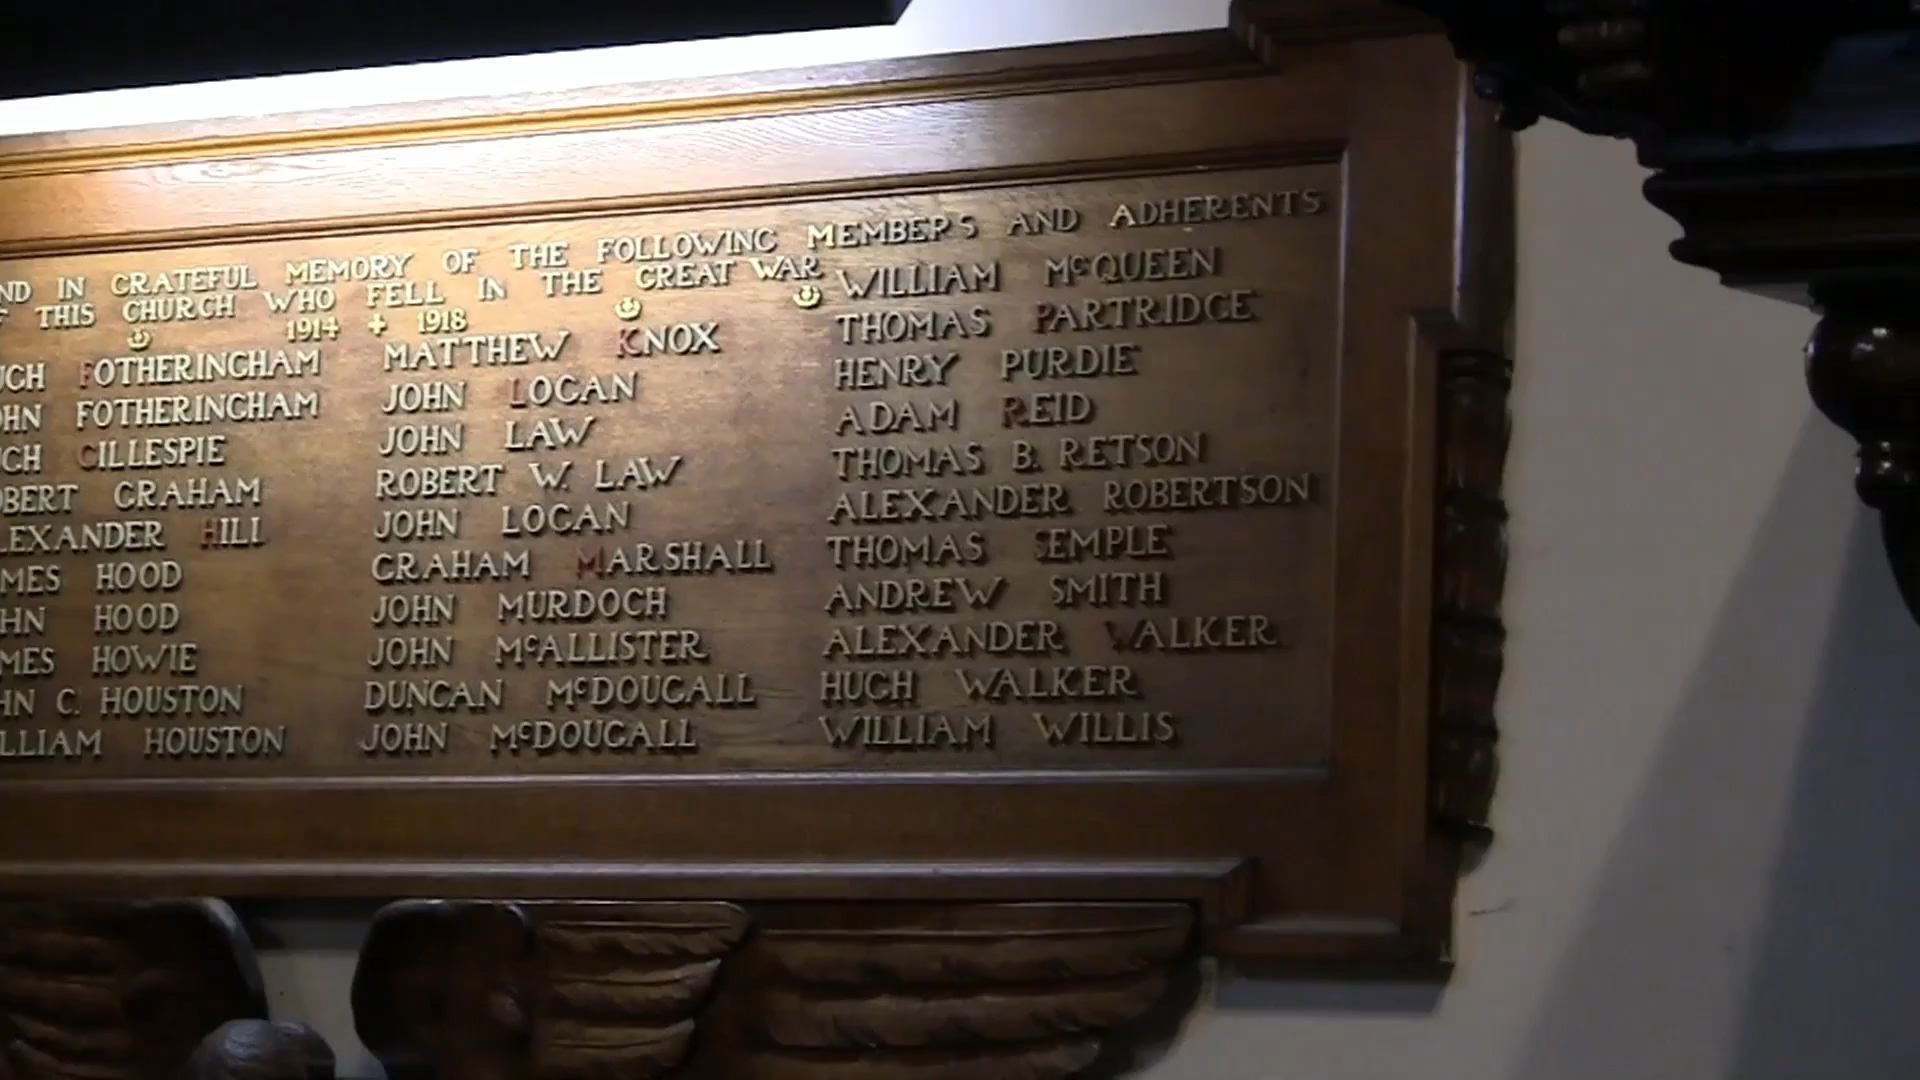 ND IN GRATEFUL MEMORY OF THE FOLLOWING MEMBERS AND ADHERENTS
F THIS CHURCH WHO FELL IN THE GREAT WAR
1914 + 1918
UGH FOTHERINGHAM
OHN FOTHERINGHAM
UGH GILLESPIE
OBERT GRAHAM
LEXANDER HILL
MES HOOD
HN HOOD
MES HOWIE
HN C. HOUSTON
LLIAM HOUSTON
MATTHEW KNOX
JOHN LOGAN
JOHN LAW
ROBERT W. LAW
JOHN LOGAN
GRAHAM MARSHALL
JOHN MURDOCH
JOHN McALLISTER
DUNCAN McDOUGALL
JOHN McDOUGALL
WILLIAM McQUEEN
THOMAS PARTRIDGE
HENRY PURDIE
ADAM REID
THOMAS B. RETSON
ALEXANDER ROBERTSON
THOMAS SEMPLE
ANDREW SMITH
ALEXANDER WALKER
HUGH WALKER
WILLIAM WILLIS